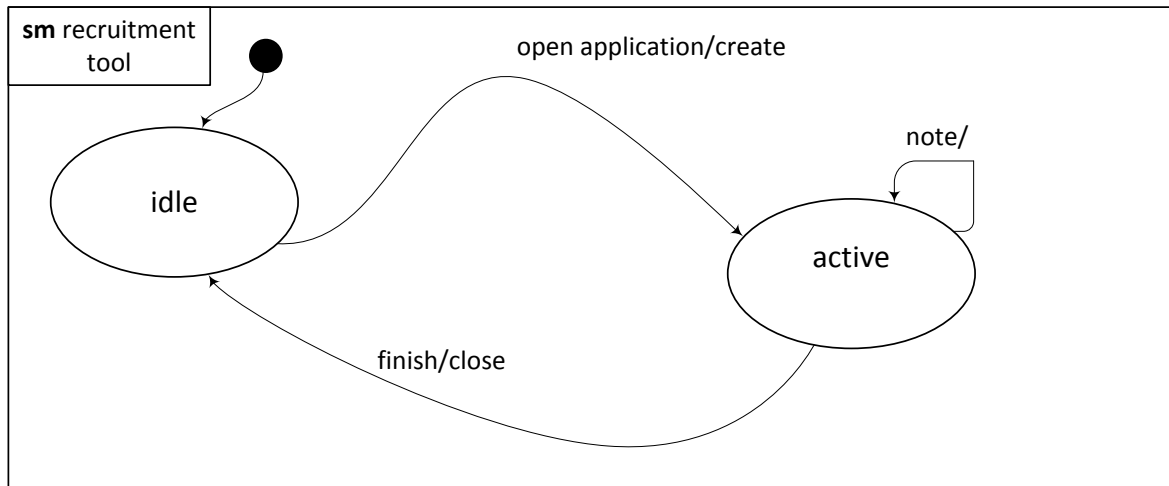 sm recruitment
tool
open application/create
note/
idle
active
finish/close